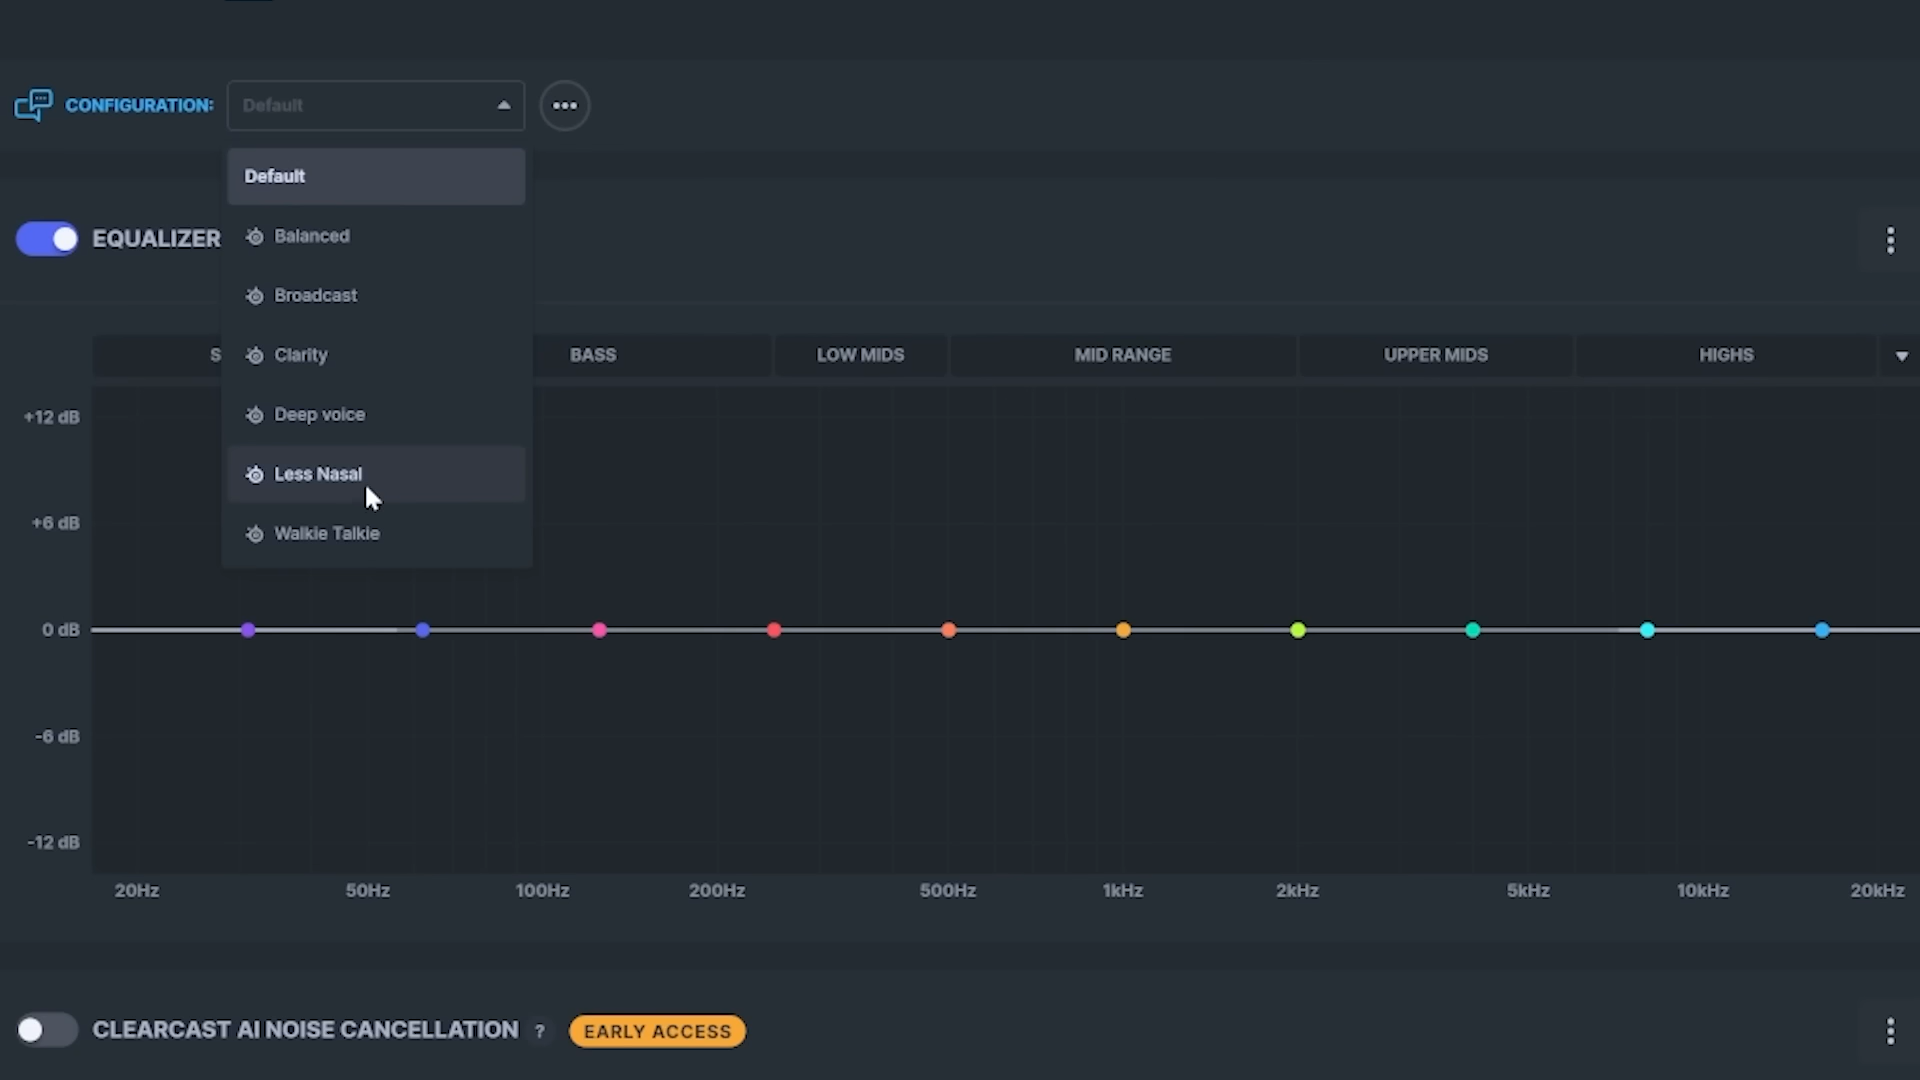 CONFIGURATION: Default
Default
EQUALIZER
Balanced
Broadcast
S Clarity BASS LOW MIDS MID RANGE UPPER MIDS HIGHS
+12 dB
Deep voice
Less Nasal
+6 dB
Walkie Talkie
0 dB
-6 dB
-12 dB
20Hz 50Hz 100Hz 200Hz 500Hz 1kHz 2kHz 5kHz 10kHz 20kHz
CLEARCAST AI NOISE CANCELLATION ? EARLY ACCESS